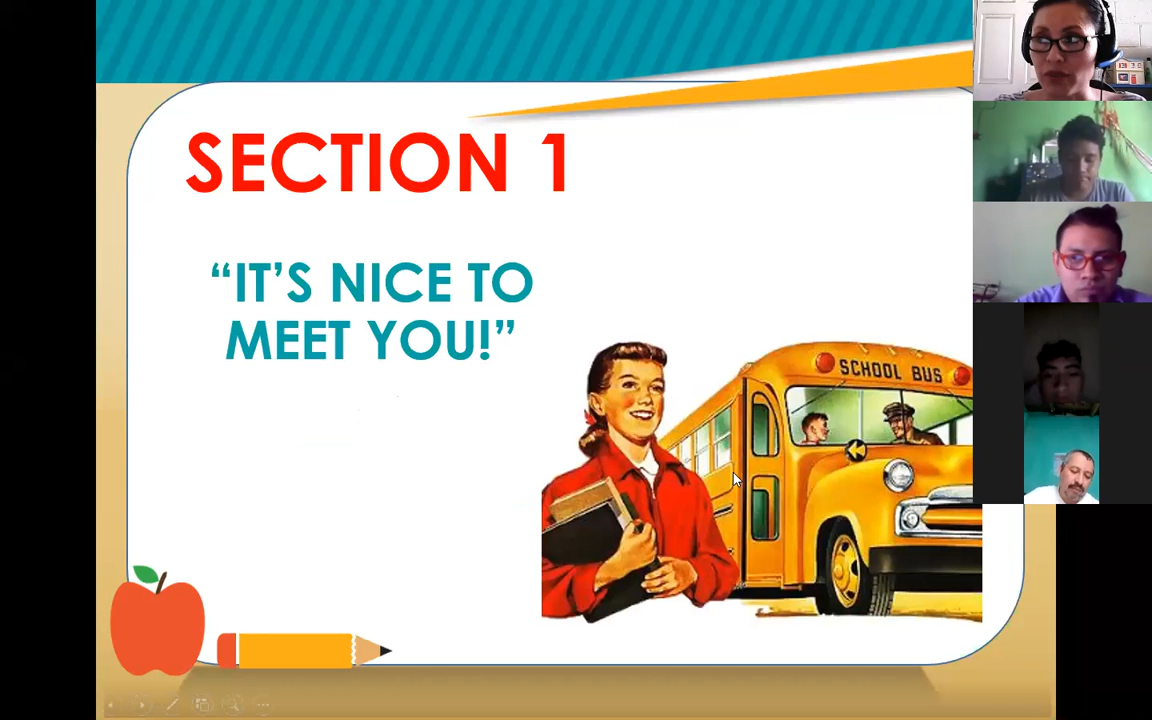 SECTION 1
“IT’S NICE TO
MEET YOU!”
SCHOOL BUS